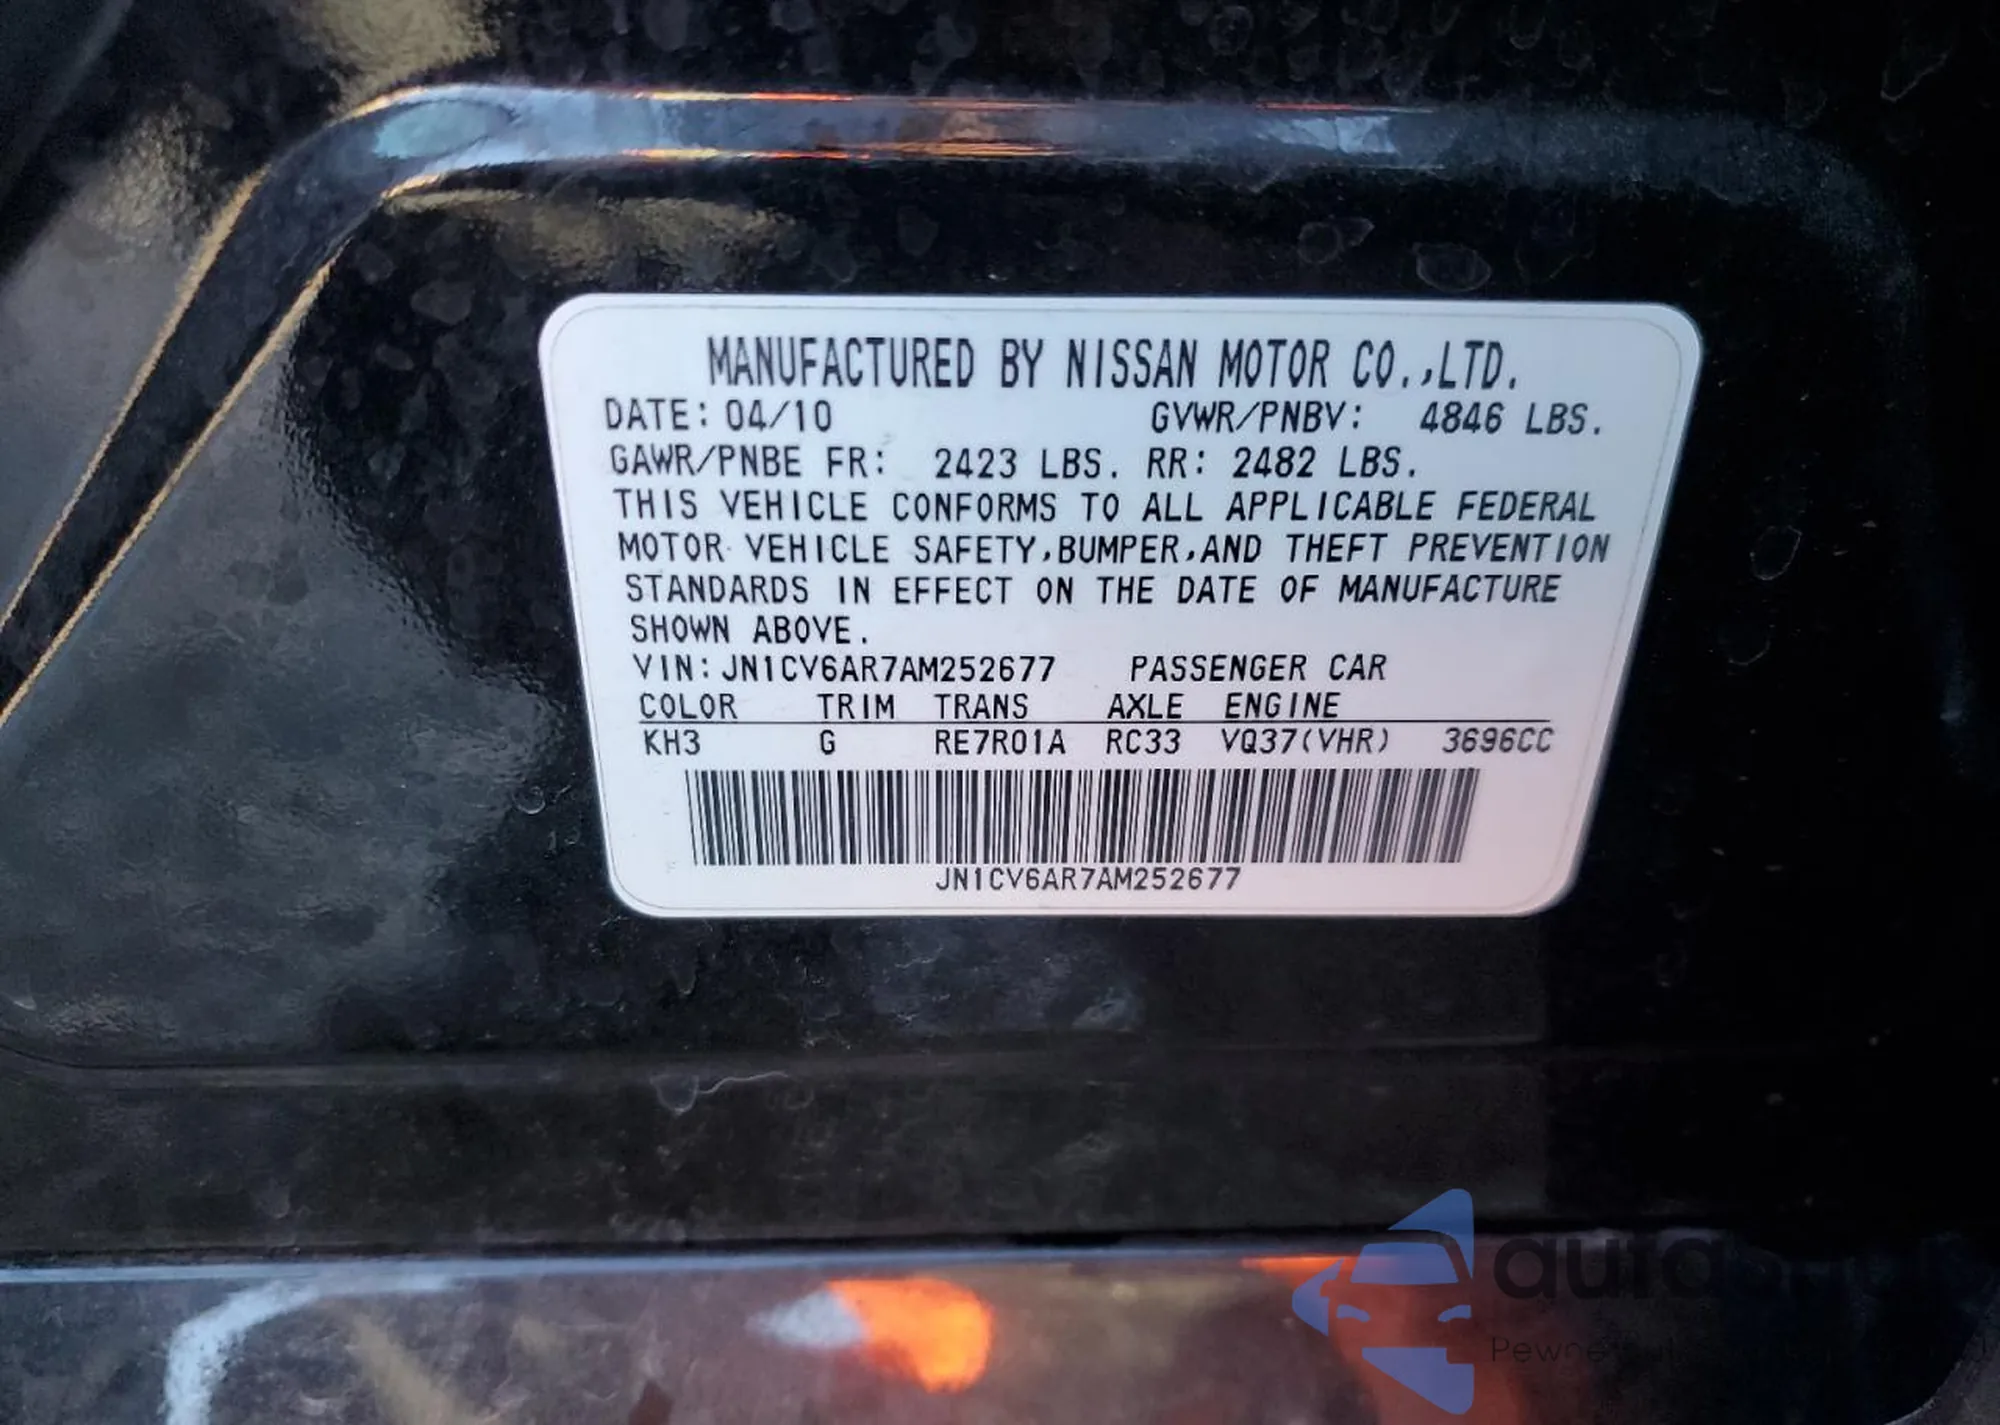 MANUFACTURED BY NISSAN MOTOR CO.,LTD.
DATE: 04/10 GVWR/PNBV: 4846 LBS.
GAWR/PNBE FR: 2423 LBS. RR: 2482 LBS.
THIS VEHICLE CONFORMS TO ALL APPLICABLE FEDERAL
MOTOR VEHICLE SAFETY,BUMPER,AND THEFT PREVENTION
STANDARDS IN EFFECT ON THE DATE OF MANUFACTURE
SHOWN ABOVE.
VIN: JN1CV6AR7AM252677 PASSENGER CAR
COLOR TRIM TRANS AXLE ENGINE
KH3 G RE7R01A RC33 VQ37(VHR) 3696CC
JN1CV6AR7AM252677